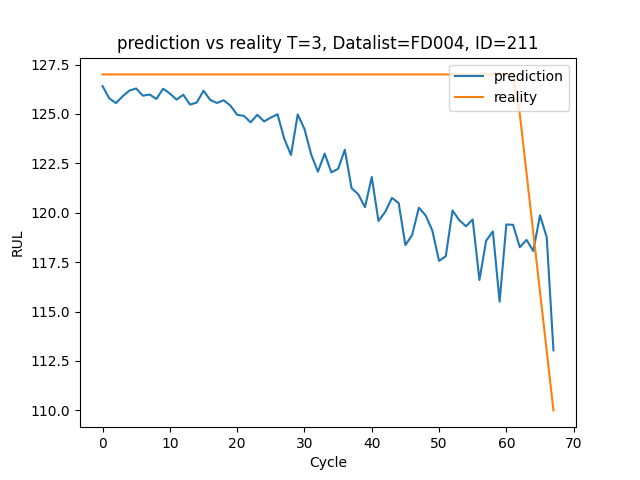 prediction vs reality T=3, Datalist=FD004, ID=211
127.5
125.0
122.5
120.0
117.5
115.0
112.5
110.0
RUL
prediction
reality
0 10 20 30 40 50 60 70
Cycle